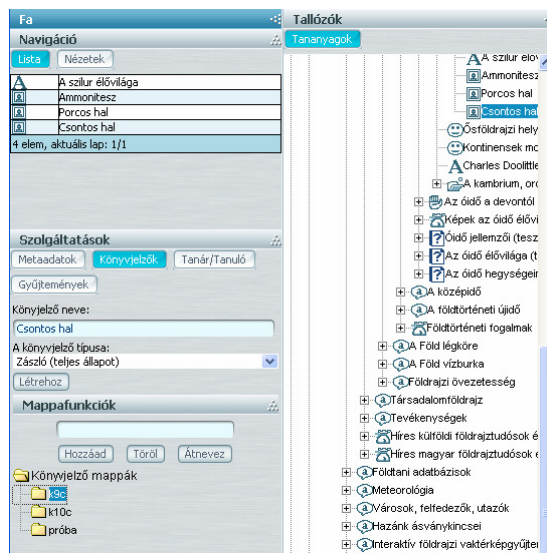 Fa
Navigáció
Lista
Nézetek
A szilur élővilága
Ammonitesz
Porcos hal
Csontos hal
4 elem, aktuális lap: 1/1
Szolgáltatások
Metaadatok
Könyvjelzők
Tanár/Tanuló
Gyűjtemények
Könyjelző neve:
Csontos hal
A könyvjelző típusa:
Zászló (teljes állapot)
Létrehoz
Mappafunkciók
Hozzáad
Töröl
Átnevez
Könyvjelző mappák
k9c
k10c
próba
Tallózók
Tananyagok
A szilur élőv
Ammonitesz
Porcos hal
Csontos hal
Ősföldrajzi hely
Kontinensek mo
Charles Doolittle
A kambrium, ord
Az óidő a devontól
Képek az óidő élővi
Óidő jellemzői (tesz
Az óidő élővilága (t
Az óidő hegységei
A középidő
A földtörténeti újidő
Földtörténeti fogalmak
A Föld légköre
A Föld vízburka
Földrajzi övezetesség
Társadalomföldrajz
Tevékenységek
Híres külföldi földrajztudósok é
Híres magyar földrajztudósok é
Földtani adatbázisok
Meteorológia
Városok, felfedezők, utazók
Hazánk ásványkincsei
Interaktív földrajzi vaktérképgyűjte